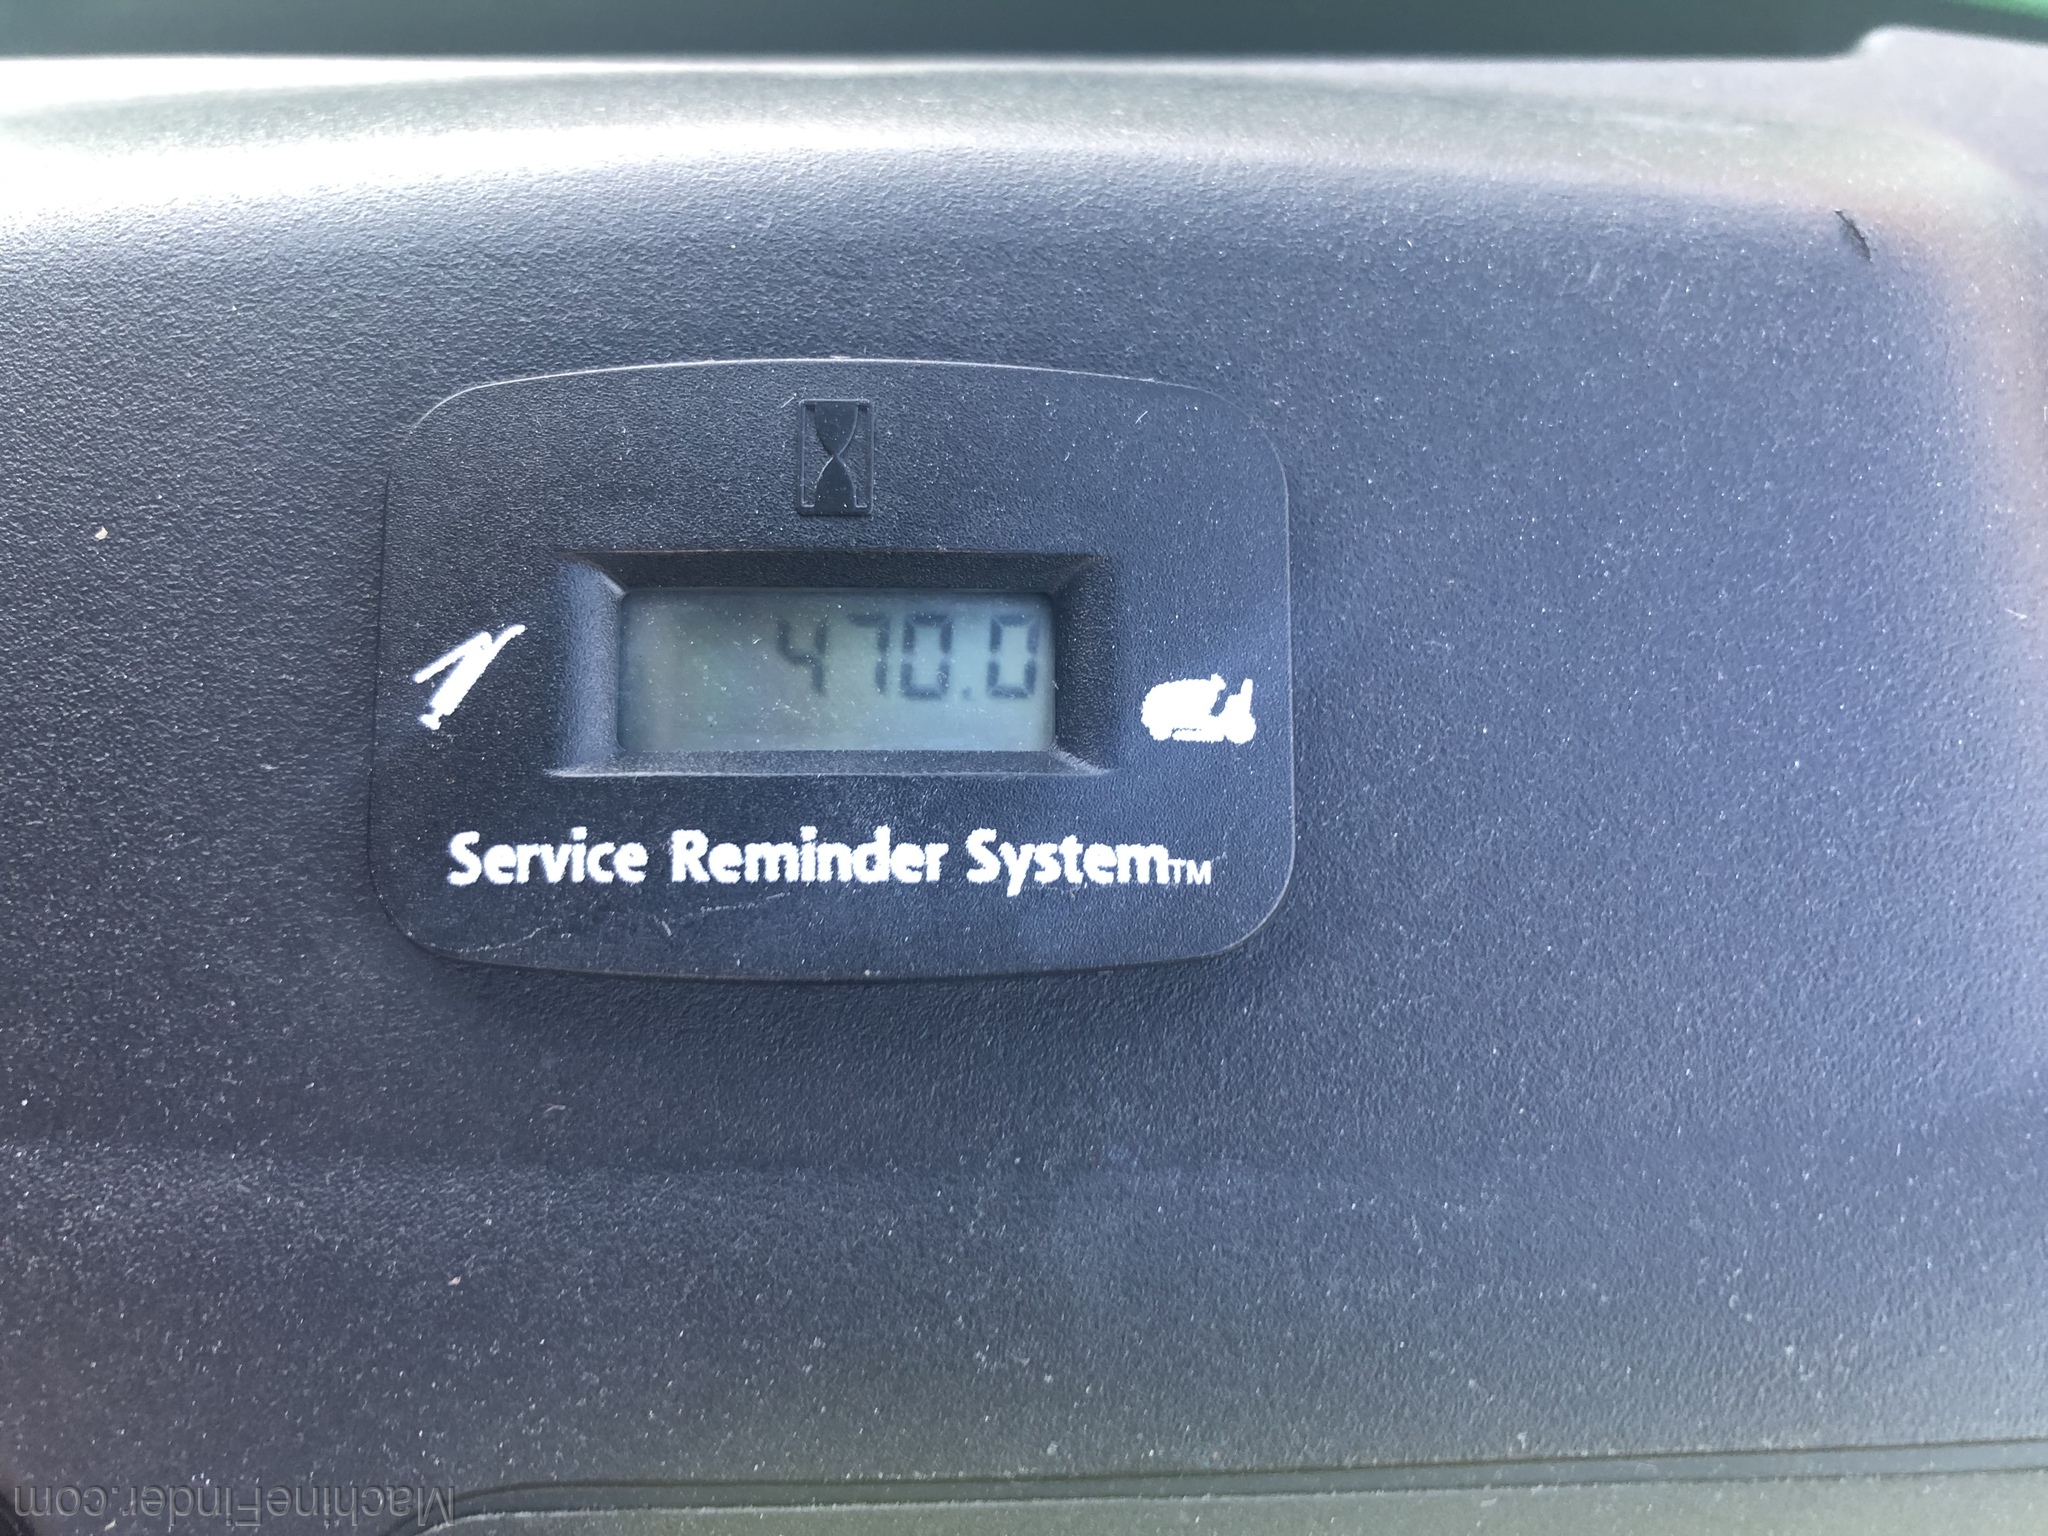 470.0
Service Reminder System™
MachineFinder.com